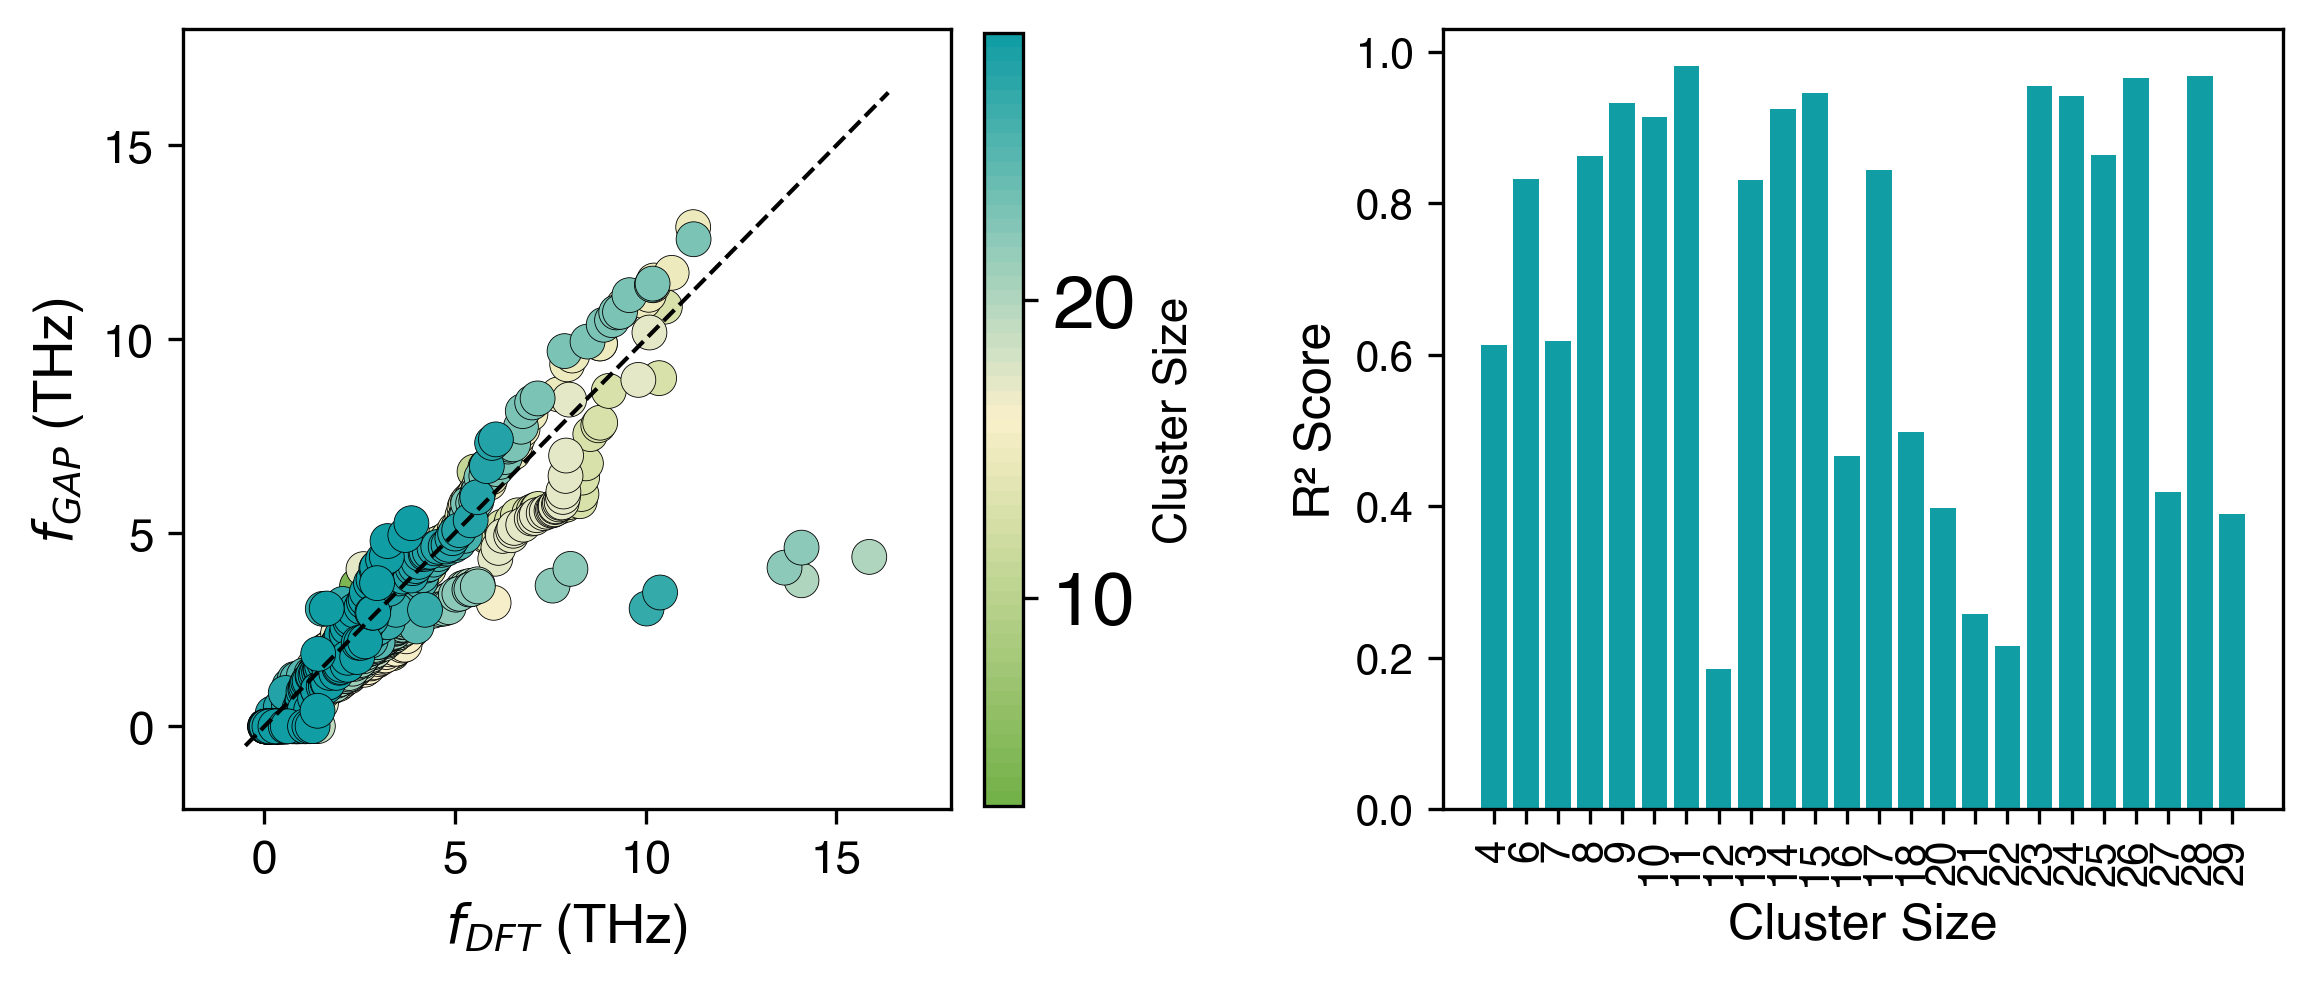 15
10
5
0
f_GAP (THz)
0 5 10 15
f_DFT (THz)
20
10
Cluster Size
1.0
0.8
0.6
0.4
0.2
0.0
R² Score
4 6 7 8 9 10 11 12 13 14 15 16 17 18 20 21 22 23 24 25 26 27 28 29
Cluster Size